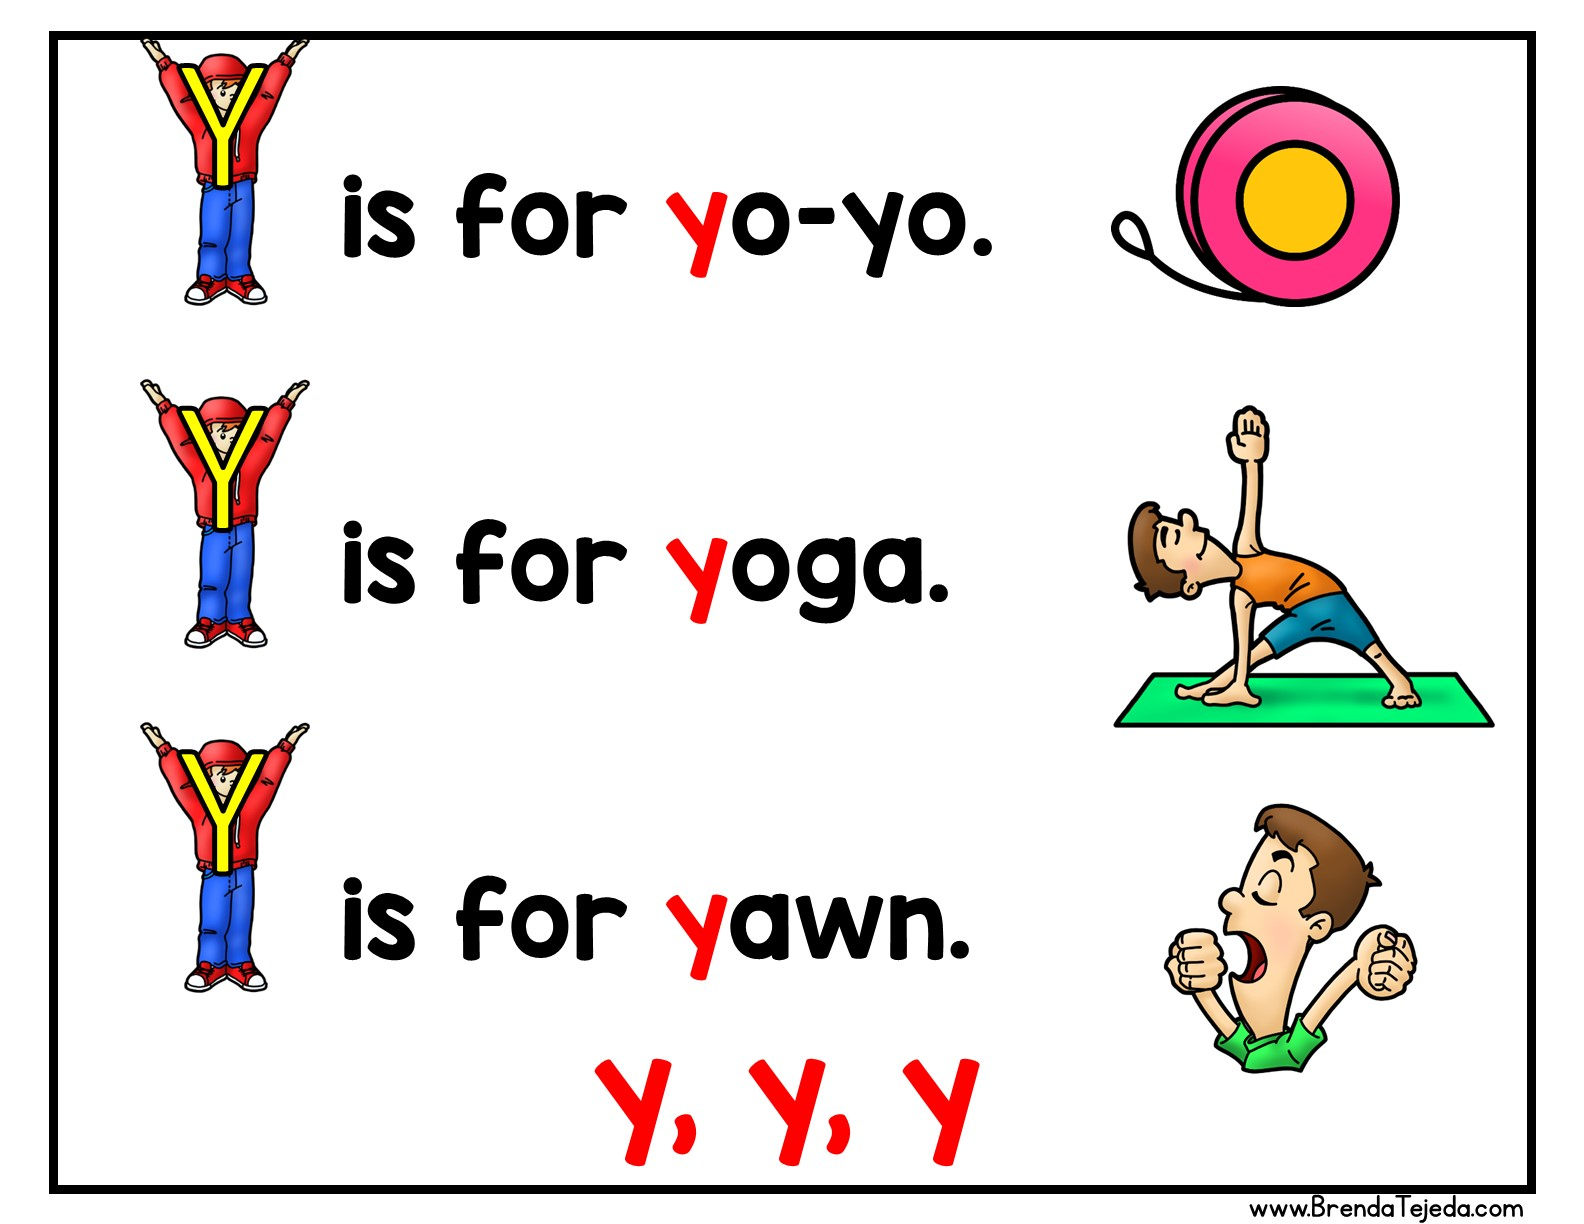 Y is for yo-yo.
Y is for yoga.
Y is for yawn.
y, y, y
www.BrendaTejeda.com